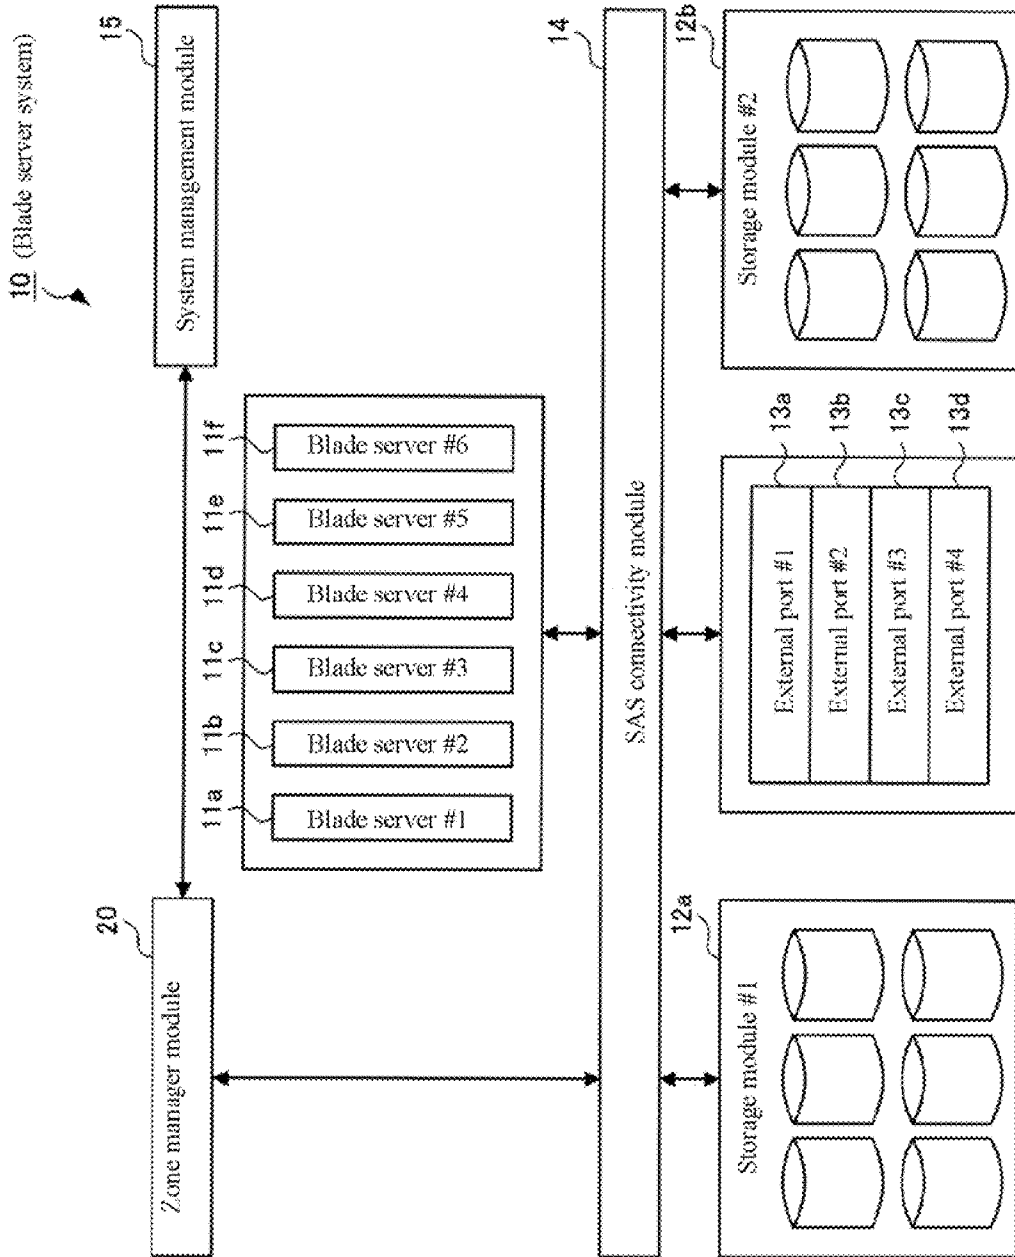 10 (Blade server system)
20
Zone manager module
15
System management module
11a
11b
11c
11d
11e
11f
Blade server #1
Blade server #2
Blade server #3
Blade server #4
Blade server #5
Blade server #6
14
SAS connectivity module
12a
Storage module #1
External port #1
External port #2
External port #3
External port #4
13a
13b
13c
13d
12b
Storage module #2